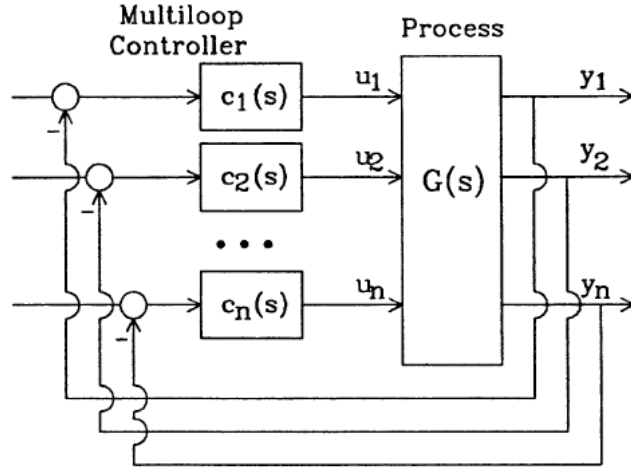 Multiloop
Controller
Process
c1(s)
u1
y1
c2(s)
u2
y2
G(s)
• • •
cn(s)
un
yn
−
−
−